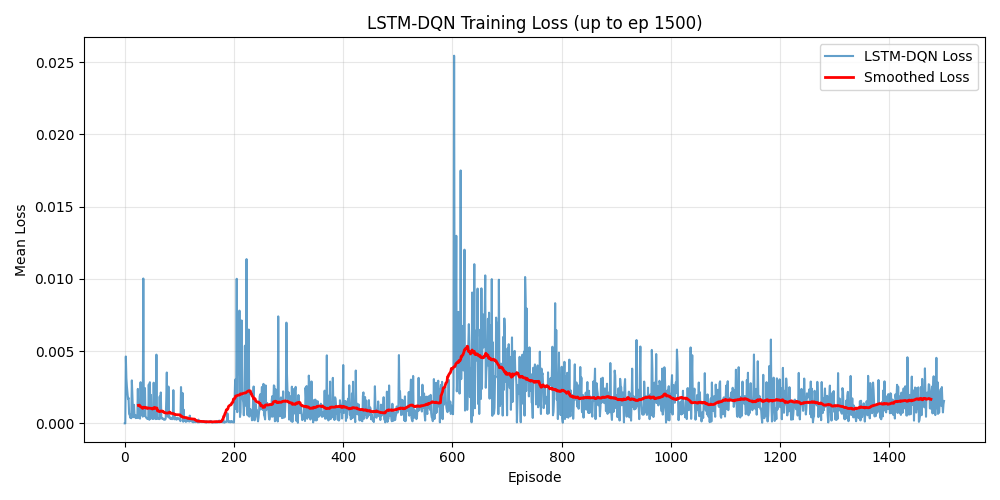 LSTM-DQN Training Loss (up to ep 1500)
LSTM-DQN Loss
Smoothed Loss
Mean Loss
0.025
0.020
0.015
0.010
0.005
0.000
0 200 400 600 800 1000 1200 1400
Episode